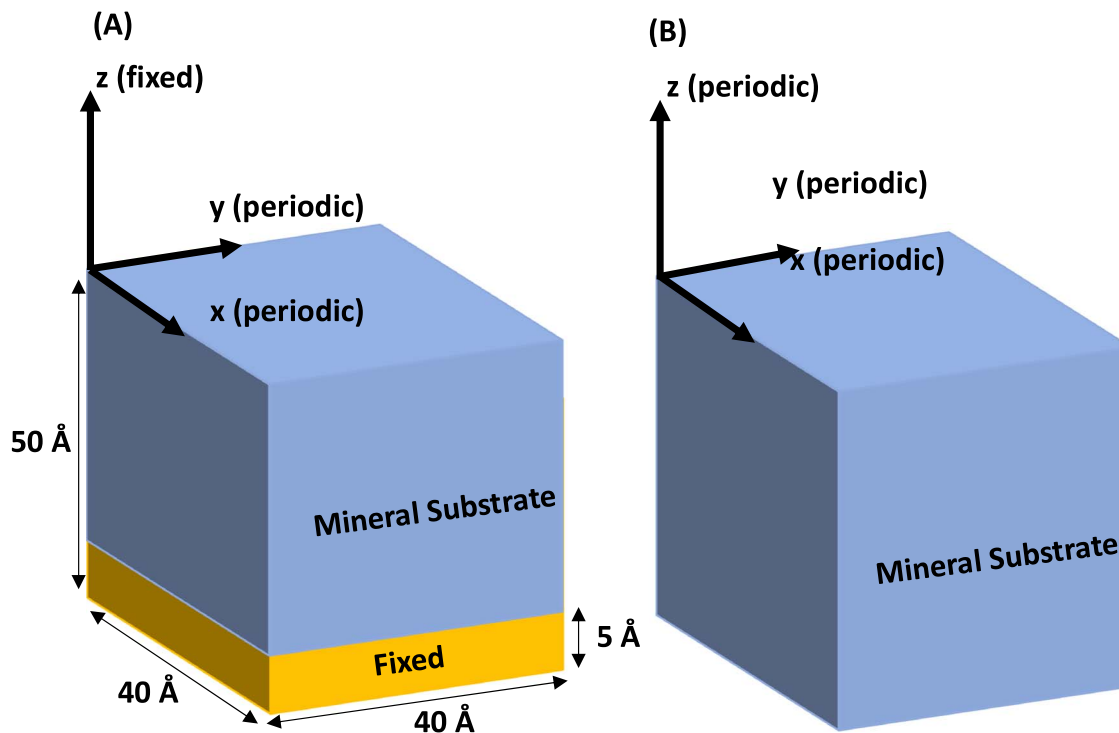 (A)
z (fixed)
y (periodic)
x (periodic)
50 Å
Mineral Substrate
Fixed
5 Å
40 Å
40 Å
(B)
z (periodic)
y (periodic)
x (periodic)
Mineral Substrate